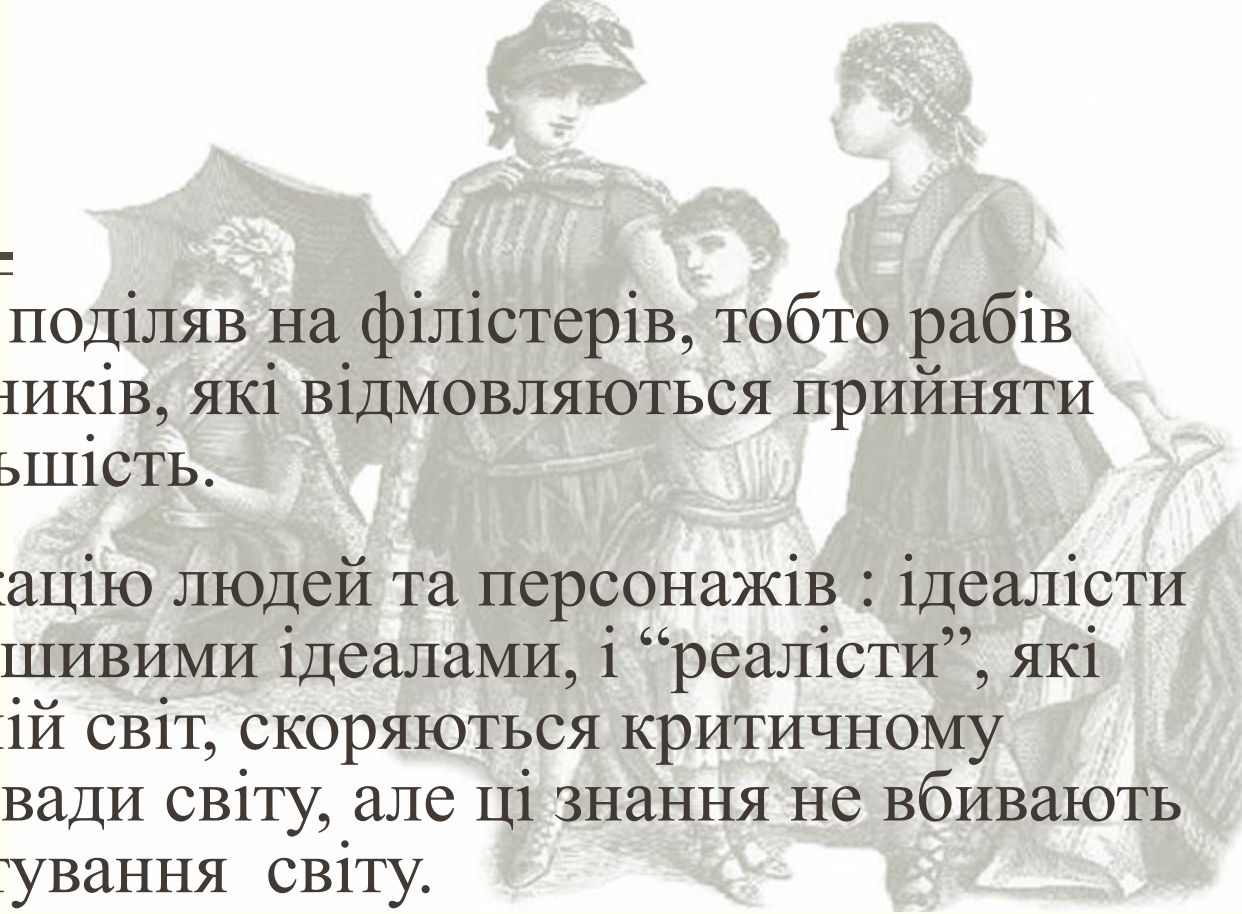 поділяв на філістерів, тобто рабів
ників, які відмовляються прийняти
ьшість.
кацію людей та персонажів : ідеалісти
шивими ідеалами, і “реалісти”, які
ій світ, скоряються критичному
вади світу, але ці знання не вбивають
тування світу.